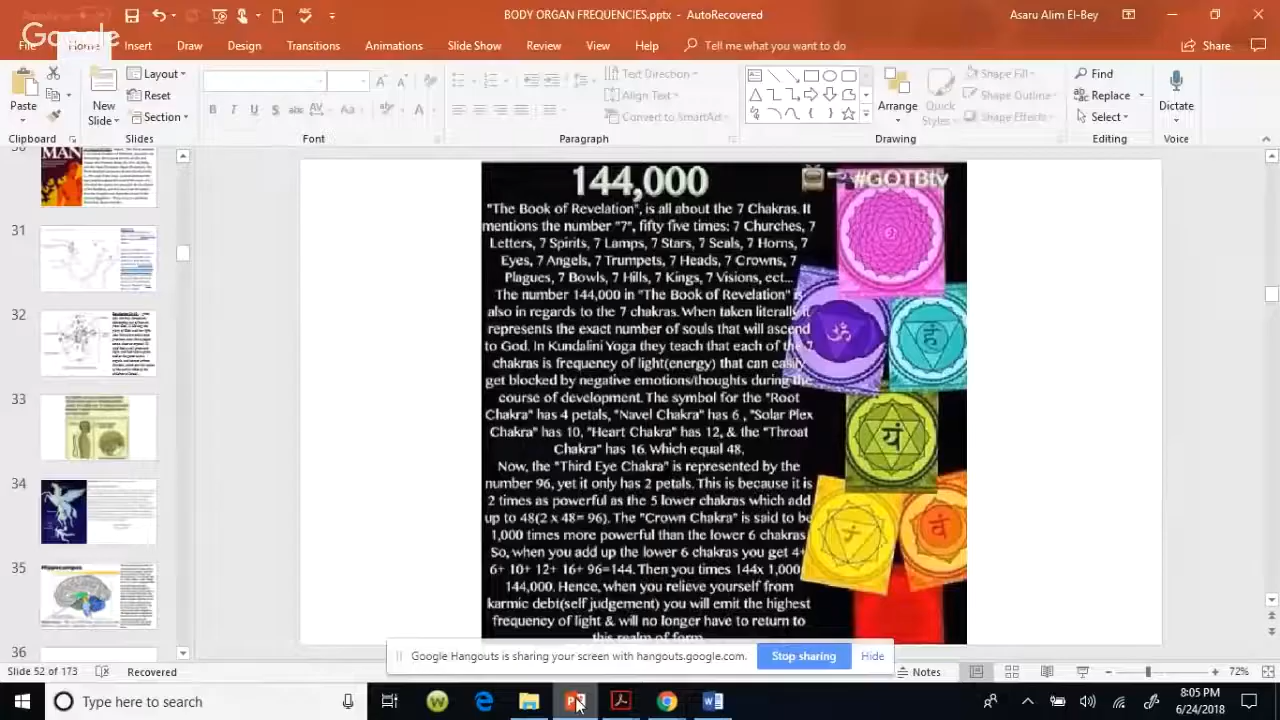 BODY ORGAN FREQUENCIES.pptx - AutoRecovered
Asaru Alim El-Bey
Google
File Home Insert Draw Design Transitions Animations Slide Show Review View Help Tell me what you want to do Share
Paste
New
Slide
Layout
Reset
Section
Text Direction
Align Text
Convert to SmartArt
Arrange
Quick
Styles
Shape Fill
Shape Outline
Shape Effects
Find
Replace
Select
Dictate
Clipboard Slides Font Paragraph Drawing Editing Voice
MAN
31
32
33
34
35
Hippocampus
36
44,000
#GOTBtv
"The Book of Revelation", is all about the 7 Chakras. It
mentions the number "7", fifty five times: 7 Churches, 7
Letters, 7 Spirits, 7 Lamps, 7 Stars, 7 Seals, 7 Horns, 7
Eyes, 7 Angels, 7 Trumpets, 7 Heads, 7 Crowns, 7
Plagues, 7 Bowls, 7 Hills, 7 Kings, 7 Visions, ect...
The number 144,000 in "The Book of Revelation"
also in regards to the 7 chakras. When taken literally it
represents the exact number of souls that will ascend
to God. In Kundalini Yoga they teach that each of the
chakras is frequency of light(energy) that can easily
get blocked by negative emotions/thoughts during the
course of development. The symbol for the "Root
Chakra" has 4 petals, "Navel Chakra" has 6 , "Solar Plex
Chakra" has 10, "Heart Chakra" has 12, & the "Throat
Chakra" has 16. Which equal 48,
Now, the "Third Eye Chakra" is represented by the
number 96, yet it only has 2 petals. This is because it is
2 times as powerful as the 5 lower chakras which add
up to 48(2 x 48= 96). The "Crown Chakra" is said to be
1,000 times more powerful than the lower 6 chakras
So, when you add up the lower 6 chakras you get 4+
6+ 10+ 12+ 16+ 96=144. Then you times 144x 1,000
144,000 when you relieve yourself from
karmic debt and judgement you will emit the highest
frequency of light & will no longer have to return to
this realm of form
Google Hangouts is sharing your screen with hangouts.google.com. Stop sharing Hide
Slide 52 of 173 Recovered Notes 72%
Type here to search
8:05 PM
6/24/2018